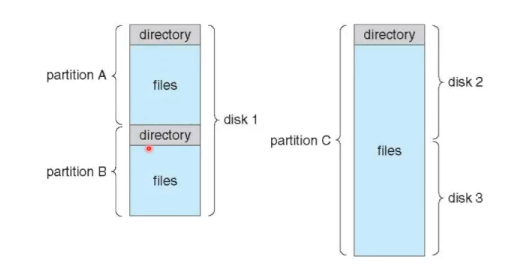 directory
partition A
files
directory
disk 1
partition B
files
directory
disk 2
partition C
files
disk 3